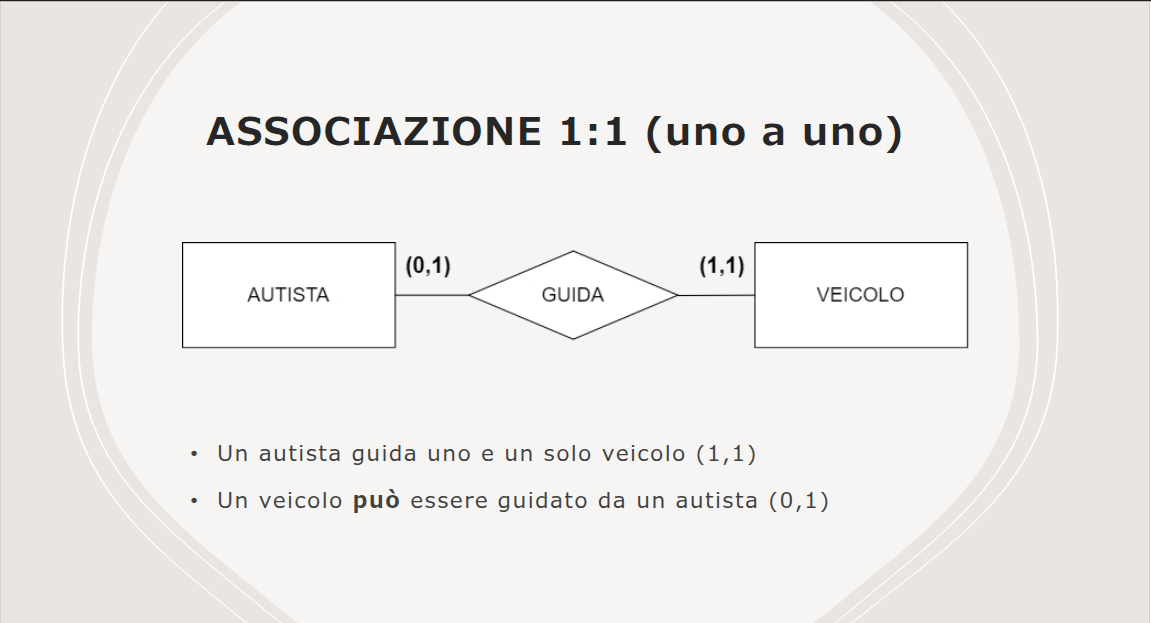 ASSOCIAZIONE 1:1 (uno a uno)
(0,1) (1,1)
AUTISTA GUIDA VEICOLO
• Un autista guida uno e un solo veicolo (1,1)
• Un veicolo può essere guidato da un autista (0,1)